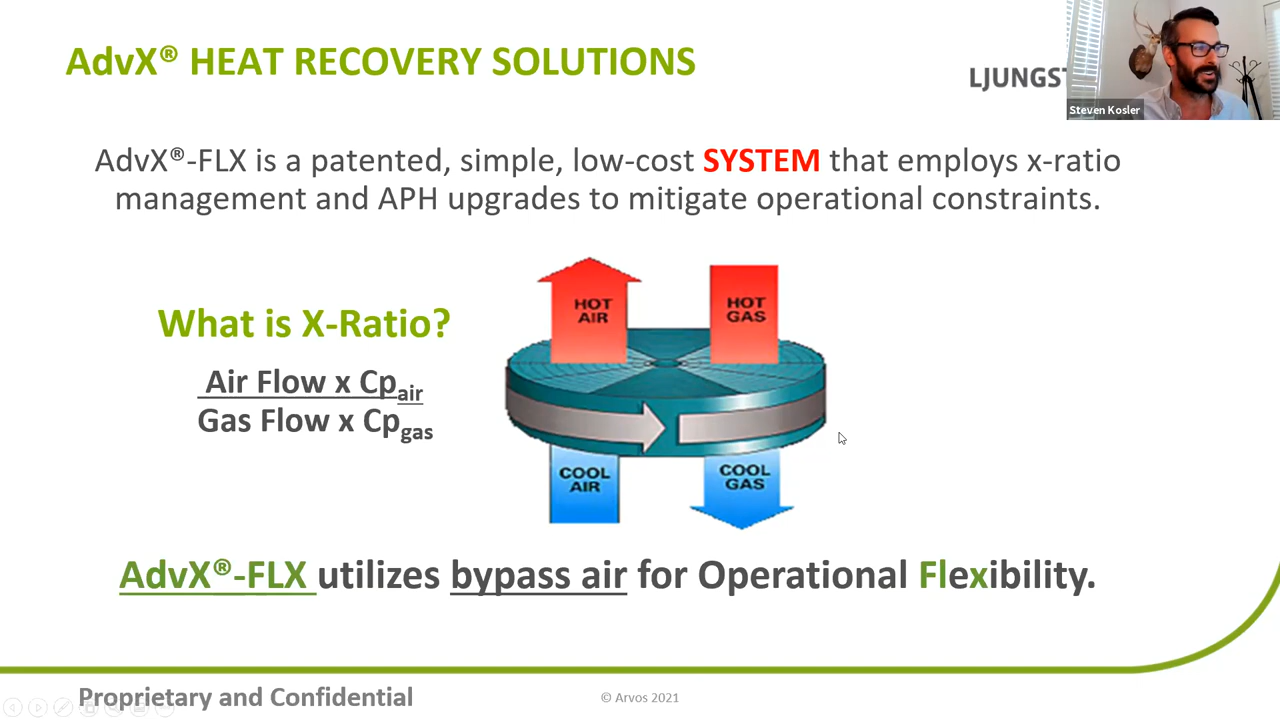 AdvX® HEAT RECOVERY SOLUTIONS
Steven Kosler
AdvX®-FLX is a patented, simple, low-cost SYSTEM that employs x-ratio
management and APH upgrades to mitigate operational constraints.
What is X-Ratio?
Air Flow x Cpair
Gas Flow x Cpgas
HOT
AIR
HOT
GAS
COOL
AIR
COOL
GAS
AdvX®-FLX utilizes bypass air for Operational Flexibility.
Proprietary and Confidential
© Arvos 2021